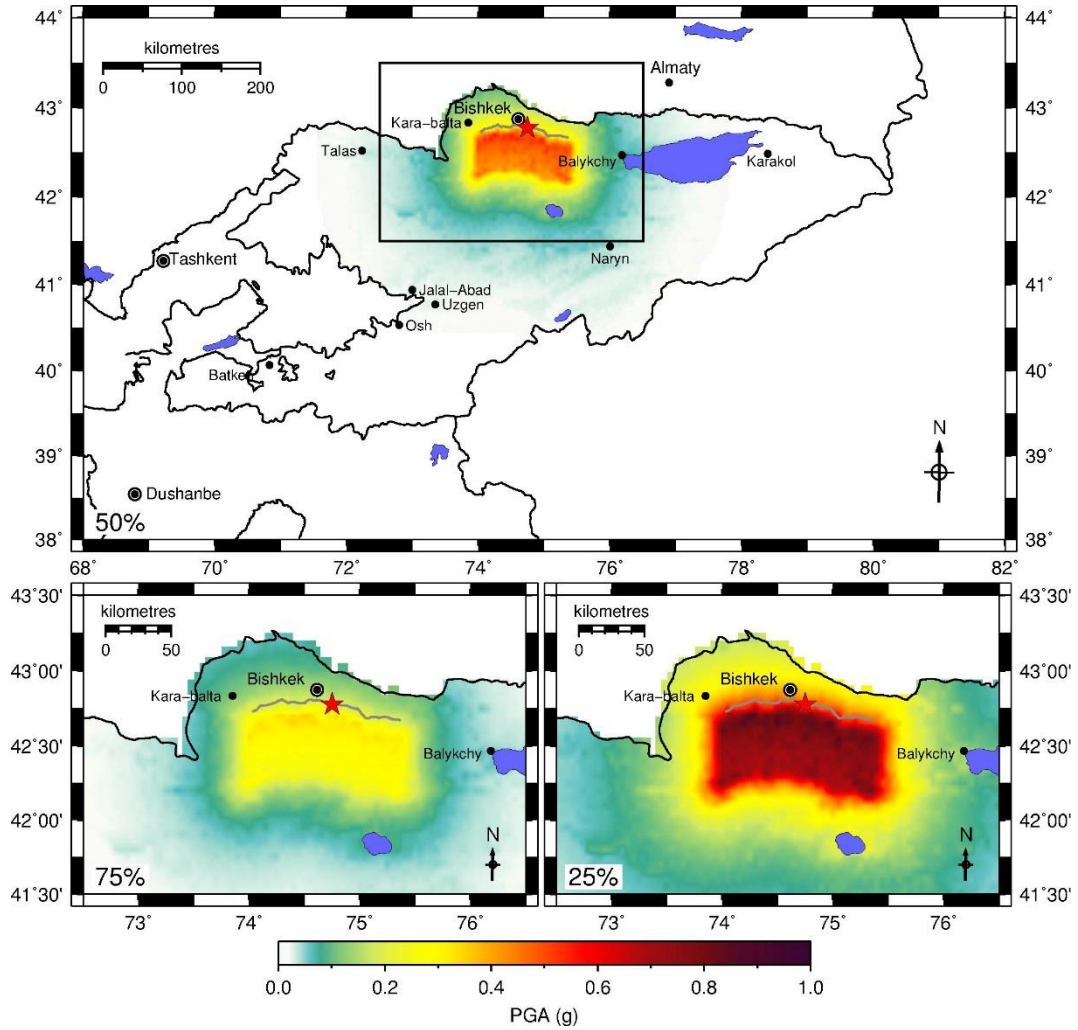 44˚
43˚
42˚
41˚
40˚
39˚
38˚
44˚
43˚
42˚
41˚
40˚
39˚
38˚
kilometres
0 100 200
Almaty
Bishkek
Kara-balta
Talas
Balykchy
Karakol
Tashkent
Naryn
Jalal-Abad
Uzgen
Osh
Batken
N
Dushanbe
50%
68˚ 70˚ 72˚ 74˚ 76˚ 78˚ 80˚ 82˚
43˚30'
43˚00'
42˚30'
42˚00'
41˚30'
kilometres
0 50
Bishkek
Kara-balta
Balykchy
N
75%
73˚ 74˚ 75˚ 76˚
kilometres
0 50
Bishkek
Kara-balta
Balykchy
N
25%
43˚30'
43˚00'
42˚30'
42˚00'
41˚30'
73˚ 74˚ 75˚ 76˚
0.0 0.2 0.4 0.6 0.8 1.0
PGA (g)